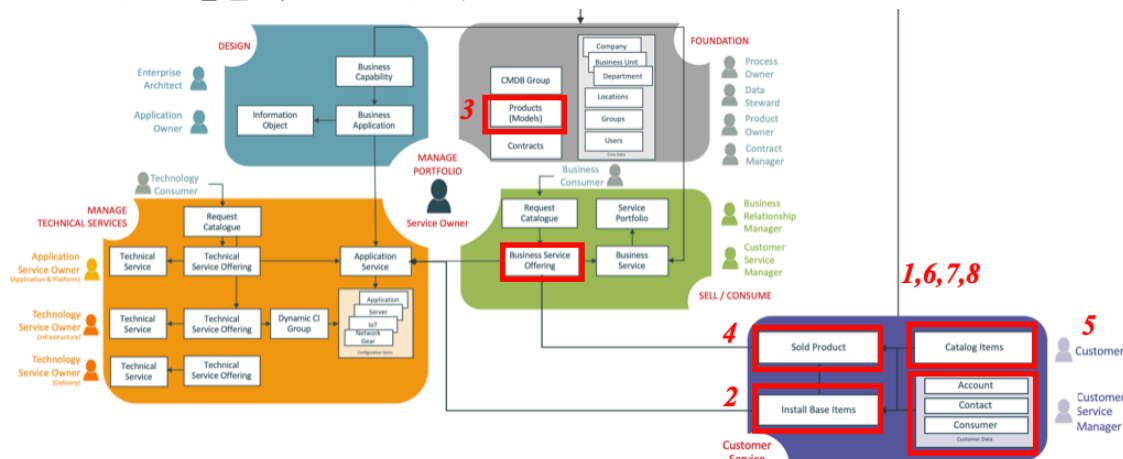 DESIGN
Enterprise
Architect
Application
Owner
Business
Capability
Information
Object
Business
Application
FOUNDATION
CMDB Group
3
Products
(Models)
Contracts
Company
Business Unit
Department
Locations
Groups
Users
Core Data
Process
Owner
Data
Steward
Product
Owner
Contract
Manager
MANAGE
PORTFOLIO
Service Owner
Technology
Consumer
MANAGE
TECHNICAL SERVICES
Request
Catalogue
Application
Service Owner
(Application & Platform)
Technical
Service
Technical
Service Offering
Application
Service
Technology
Service Owner
(Infrastructure)
Technical
Service
Technical
Service Offering
Dynamic CI
Group
Application
Server
IoT
Network
Gear
Configuration Items
Technology
Service Owner
(Delivery)
Technical
Service
Technical
Service Offering
Business
Consumer
Request
Catalogue
Service
Portfolio
Business Service
Offering
Business
Service
Business
Relationship
Manager
Customer
Service
Manager
SELL / CONSUME
1,6,7,8
4
Sold Product
Catalog Items
5
Customer
2
Install Base Items
Account
Contact
Consumer
Customer Data
Customer
Service
Manager
Customer
Service